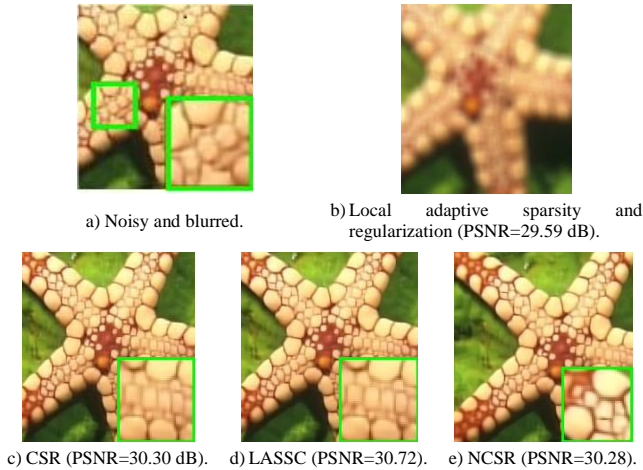 a) Noisy and blurred.
b) Local adaptive sparsity and
regularization (PSNR=29.59 dB).
c) CSR (PSNR=30.30 dB). d) LASSC (PSNR=30.72). e) NCSR (PSNR=30.28).